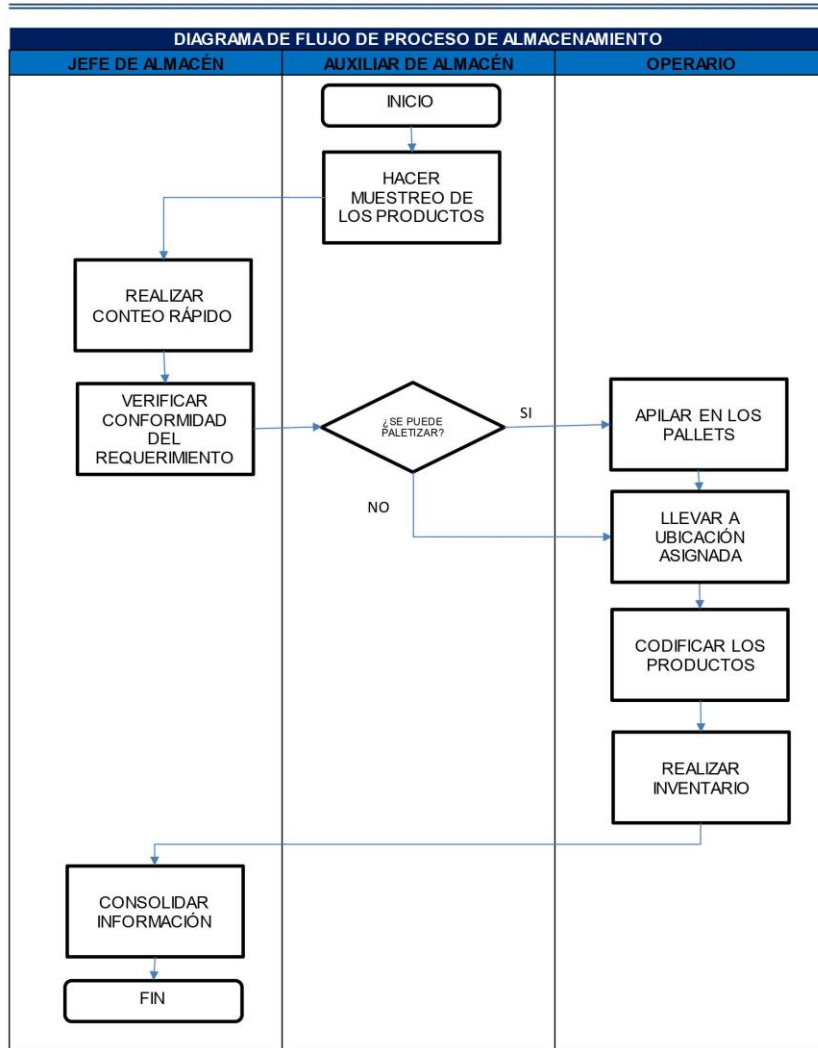 DIAGRAMA DE FLUJO DE PROCESO DE ALMACENAMIENTO
JEFE DE ALMACÉN
AUXILIAR DE ALMACÉN
OPERARIO
INICIO
HACER
MUESTREO DE
LOS PRODUCTOS
REALIZAR
CONTEO RÁPIDO
VERIFICAR
CONFORMIDAD
DEL
REQUERIMIENTO
¿SE PUEDE
PALETIZAR?
SI
APILAR EN LOS
PALLETS
NO
LLEVAR A
UBICACIÓN
ASIGNADA
CODIFICAR LOS
PRODUCTOS
REALIZAR
INVENTARIO
CONSOLIDAR
INFORMACIÓN
FIN